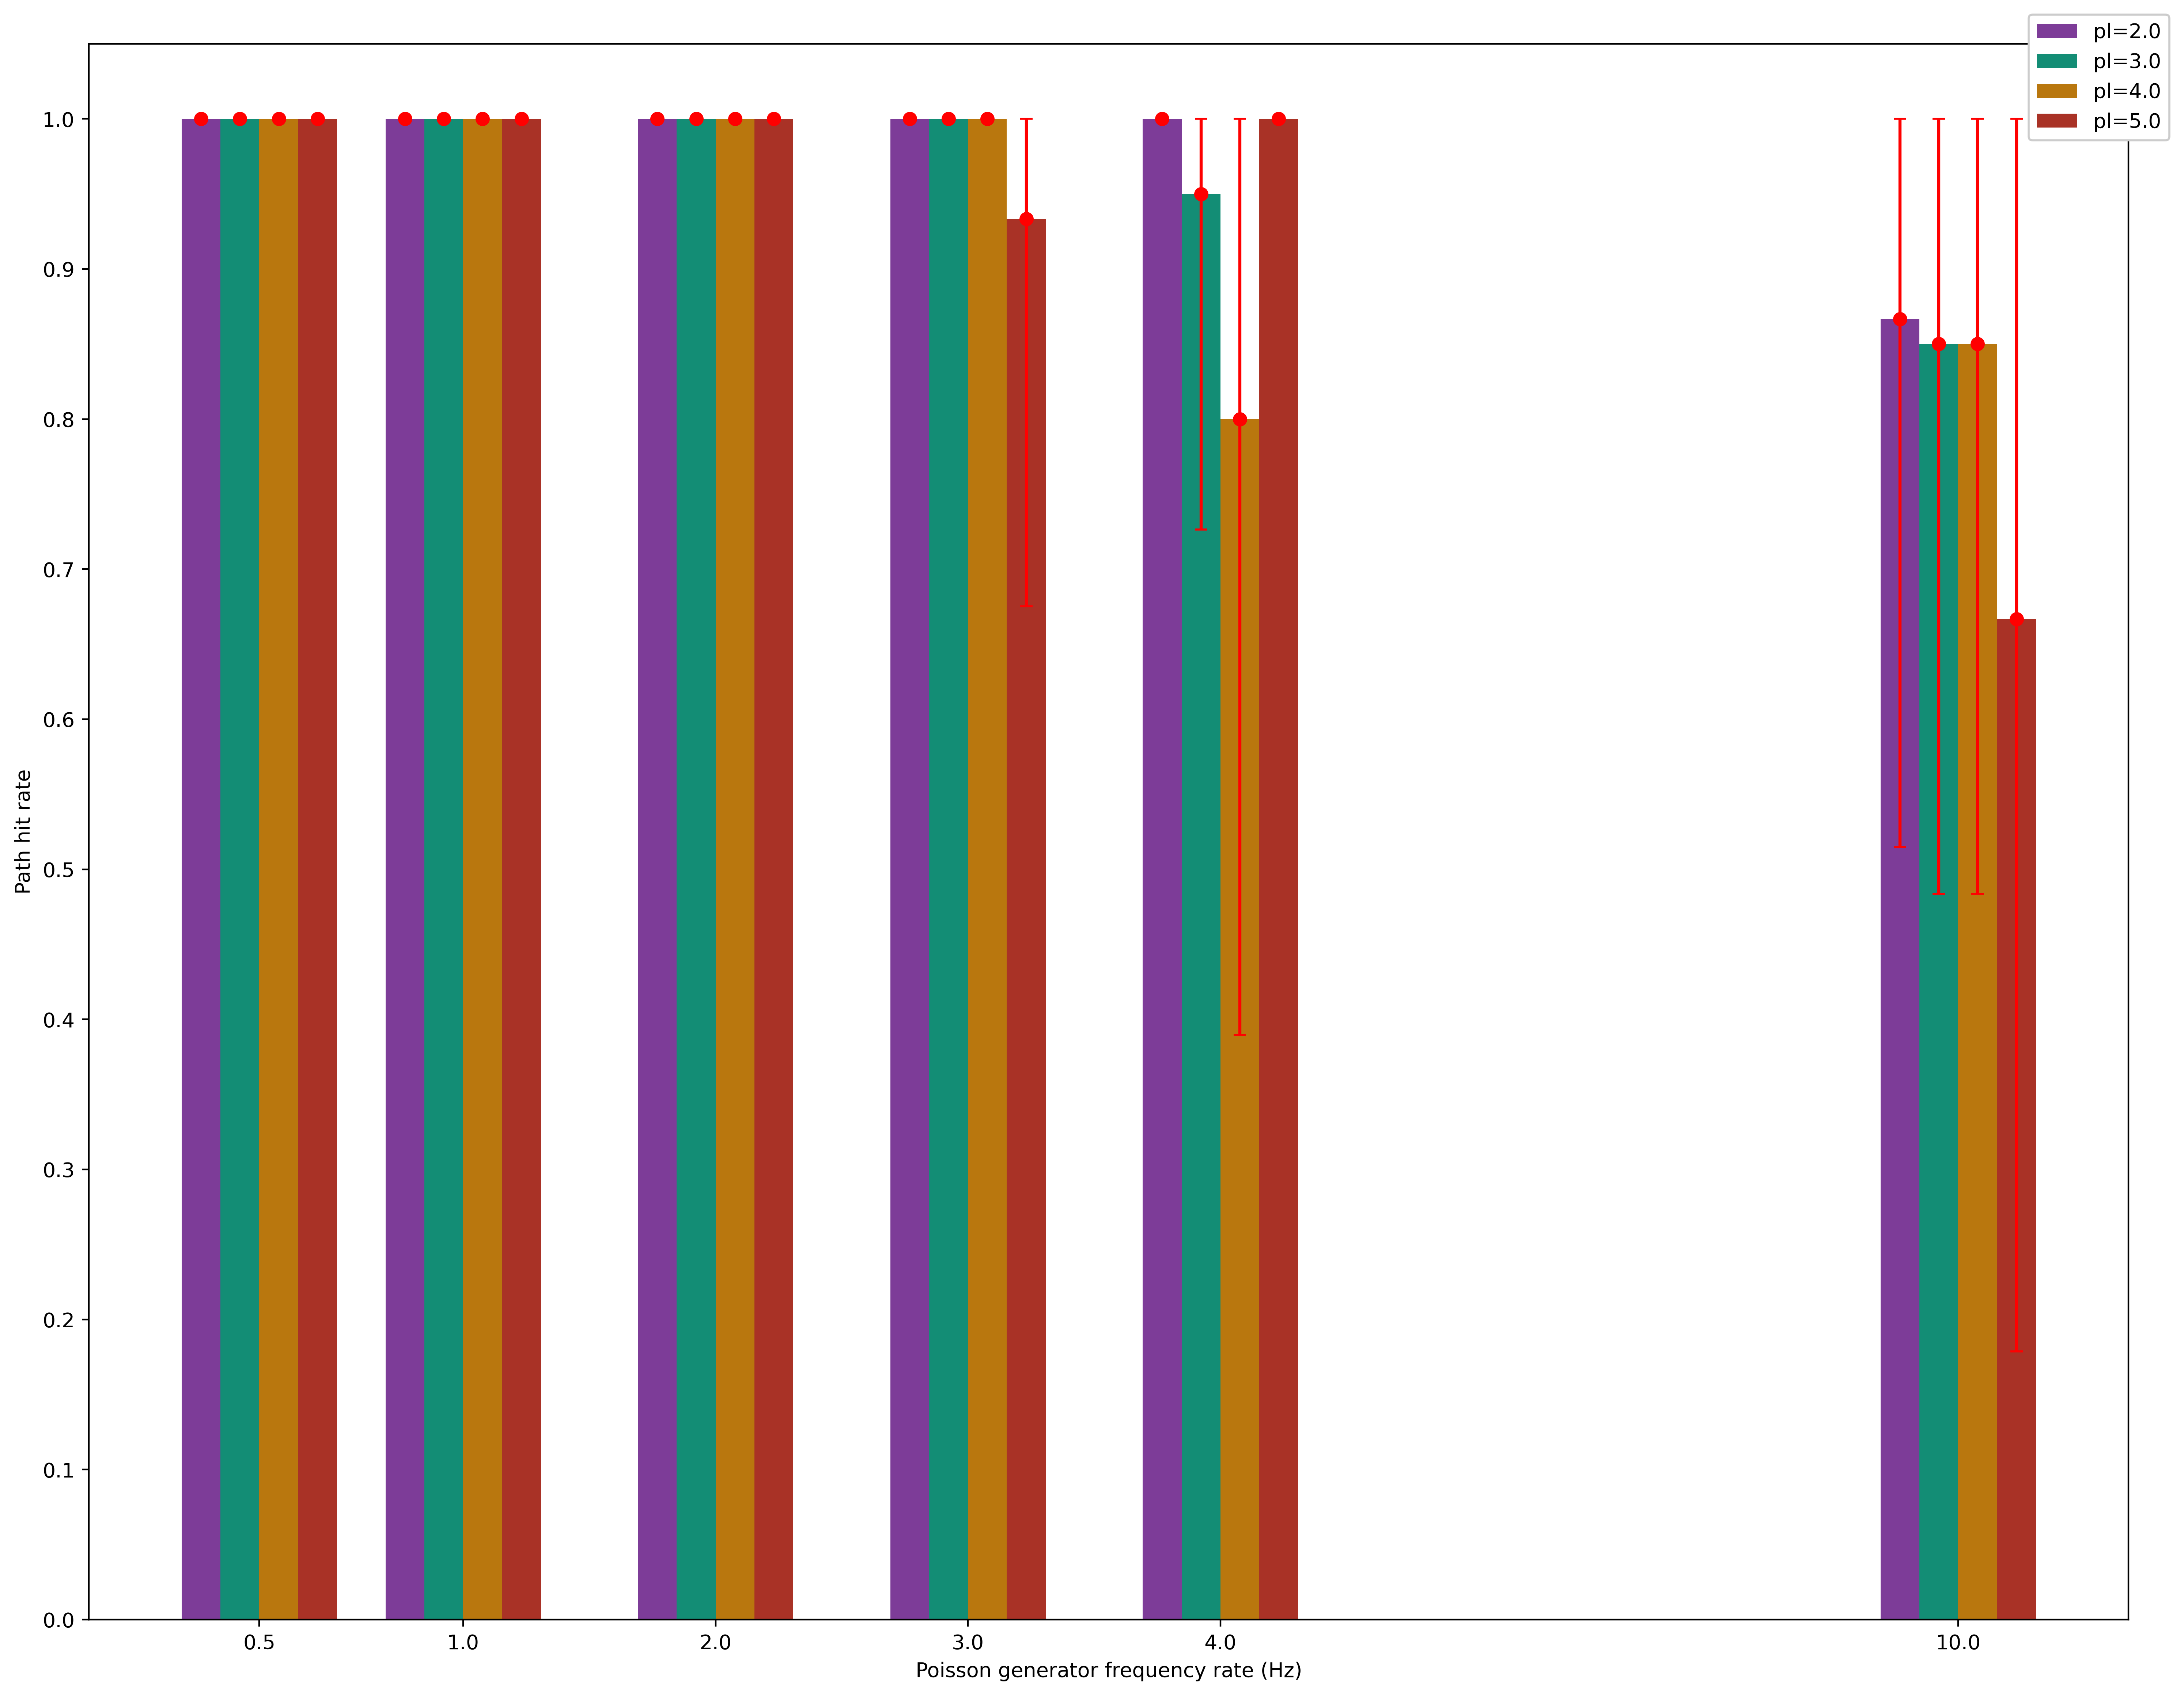 pl=2.0
pl=3.0
pl=4.0
pl=5.0
1.0
0.9
0.8
0.7
0.6
0.5
0.4
0.3
0.2
0.1
0.0
Path hit rate
0.5 1.0 2.0 3.0 4.0 10.0
Poisson generator frequency rate (Hz)